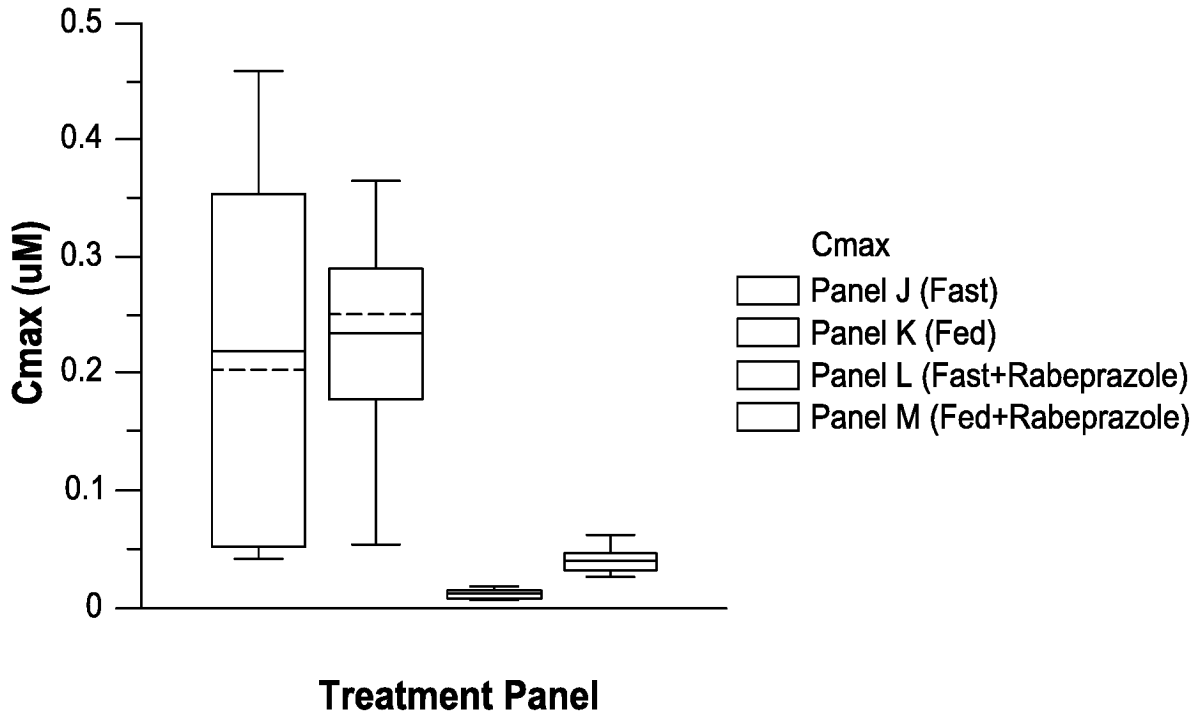 0.5
0.4
0.3
0.2
0.1
0
Cmax (uM)
Treatment Panel
Cmax
Panel J (Fast)
Panel K (Fed)
Panel L (Fast+Rabeprazole)
Panel M (Fed+Rabeprazole)